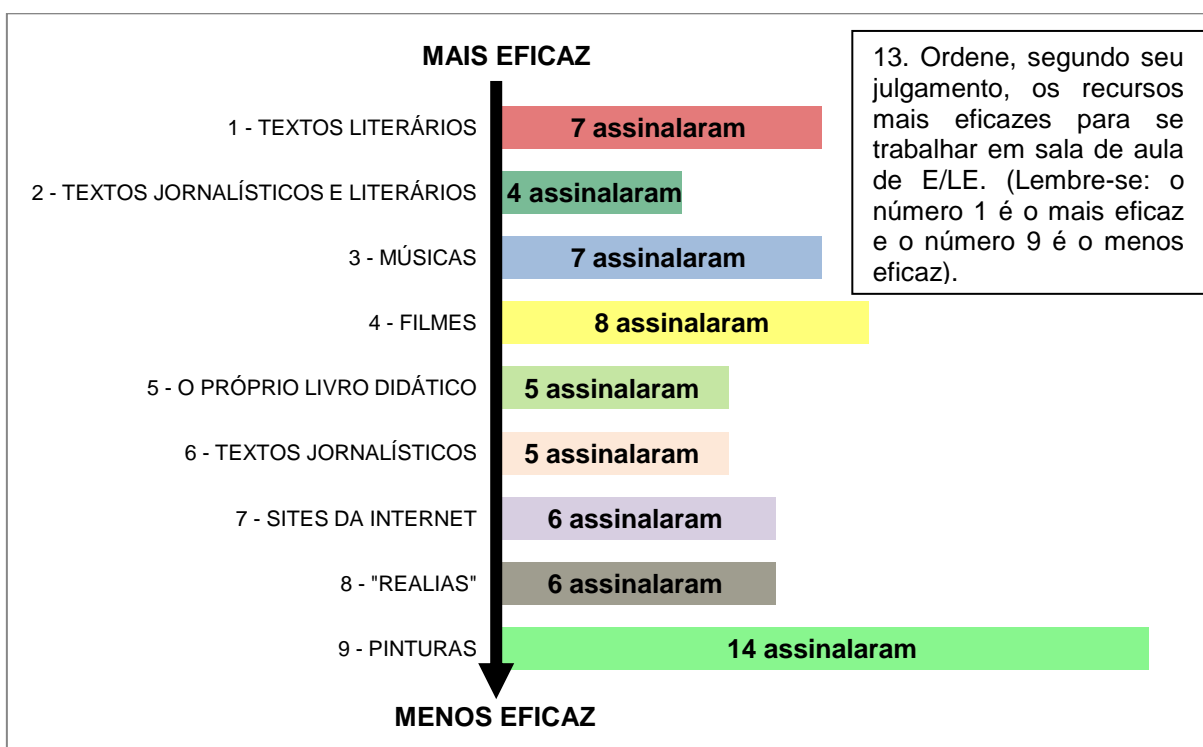 MAIS EFICAZ
13. Ordene, segundo seu
julgamento, os recursos
mais eficazes para se
trabalhar em sala de aula
de E/LE. (Lembre-se: o
número 1 é o mais eficaz
e o número 9 é o menos
eficaz).
1 - TEXTOS LITERÁRIOS 7 assinalaram
2 - TEXTOS JORNALÍSTICOS E LITERÁRIOS 4 assinalaram
3 - MÚSICAS 7 assinalaram
4 - FILMES 8 assinalaram
5 - O PRÓPRIO LIVRO DIDÁTICO 5 assinalaram
6 - TEXTOS JORNALÍSTICOS 5 assinalaram
7 - SITES DA INTERNET 6 assinalaram
8 - "REALIAS" 6 assinalaram
9 - PINTURAS 14 assinalaram
MENOS EFICAZ